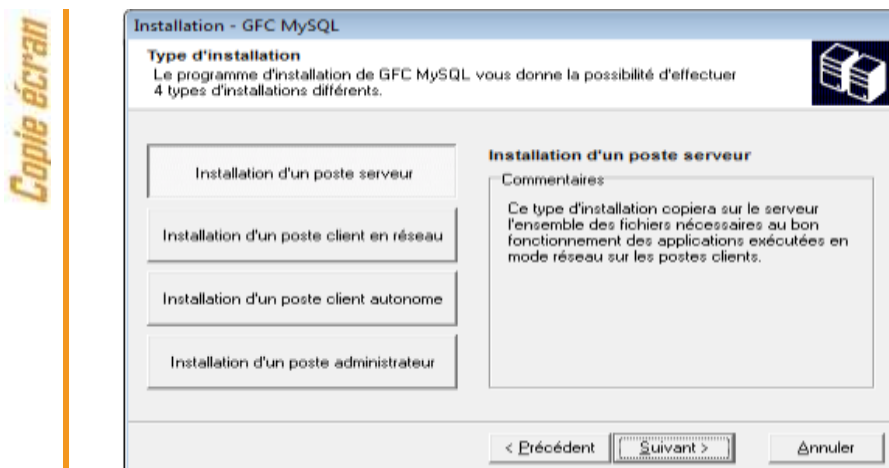 Copie écran
Installation - GFC MySQL
Type d'installation
Le programme d'installation de GFC MySQL vous donne la possibilité d'effectuer
4 types d'installations différents.
Installation d'un poste serveur
Installation d'un poste client en réseau
Installation d'un poste client autonome
Installation d'un poste administrateur
Installation d'un poste serveur
Commentaires
Ce type d'installation copiera sur le serveur
l'ensemble des fichiers nécessaires au bon
fonctionnement des applications exécutées en
mode réseau sur les postes clients.
< Précédent
Suivant >
Annuler